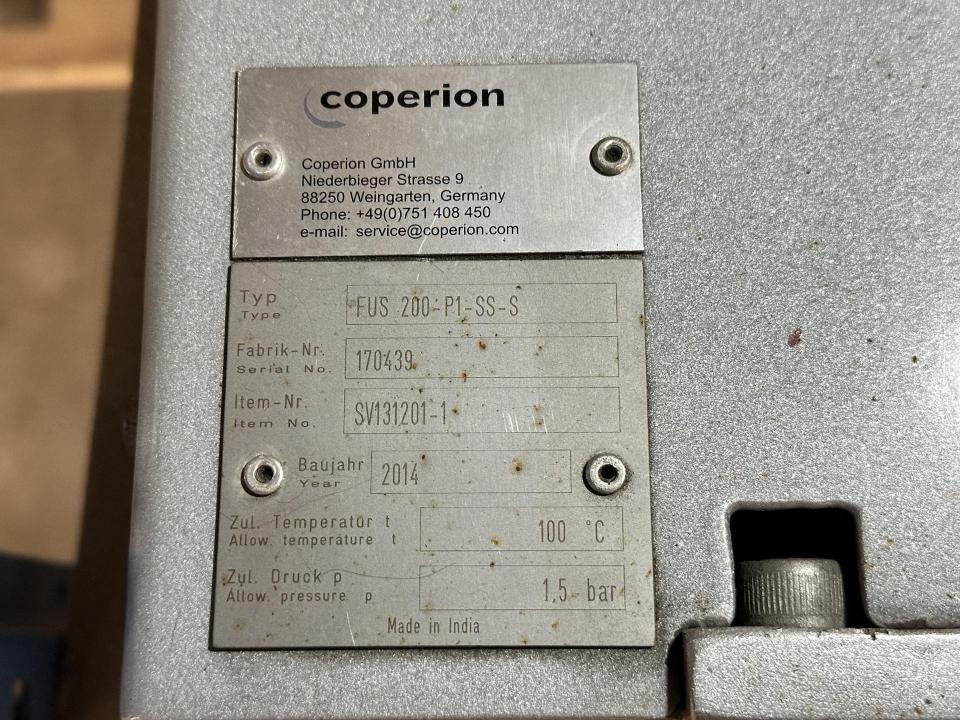 coperion
Coperion GmbH
Niederbieger Strasse 9
88250 Weingarten, Germany
Phone: +49(0)751 408 450
e-mail: service@coperion.com
Typ
Type
FUS 200-P1-SS-S
Fabrik-Nr.
Serial No.
170439
Item-Nr.
Item No.
SV131201-1
Baujahr
Year
2014
Zul. Temperatur t
Allow. temperature t
100 °C
Zul. Druck p
Allow. pressure p
1,5 bar
Made in India